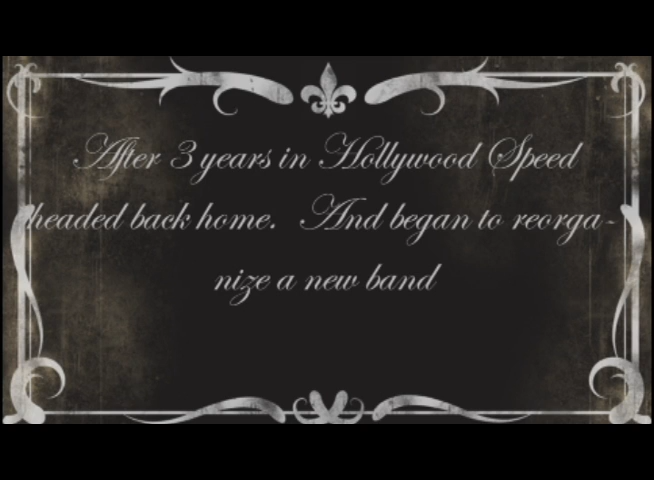 After 3 years in Hollywood Speed
headed back home. And began to reorga-
nize a new band